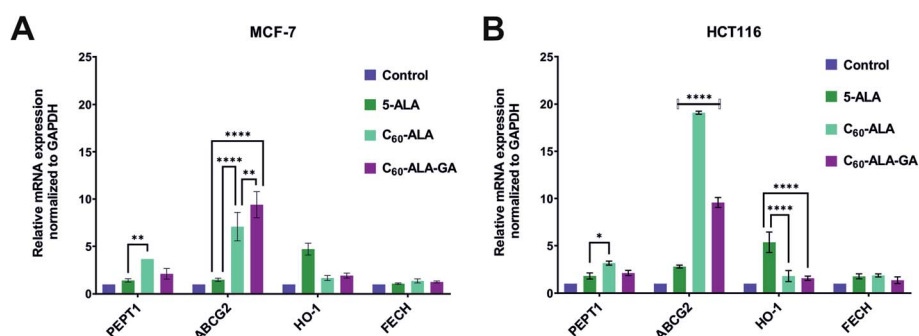 A
MCF-7
Relative mRNA expression
normalized to GAPDH
25
20
15
10
5
0
Control
5-ALA
C₆₀-ALA
C₆₀-ALA-GA
**
****
****
**
PEPT1
ABCG2
HO-1
FECH
B
HCT116
Relative mRNA expression
normalized to GAPDH
25
20
15
10
5
0
Control
5-ALA
C₆₀-ALA
C₆₀-ALA-GA
*
****
****
****
PEPT1
ABCG2
HO-1
FECH